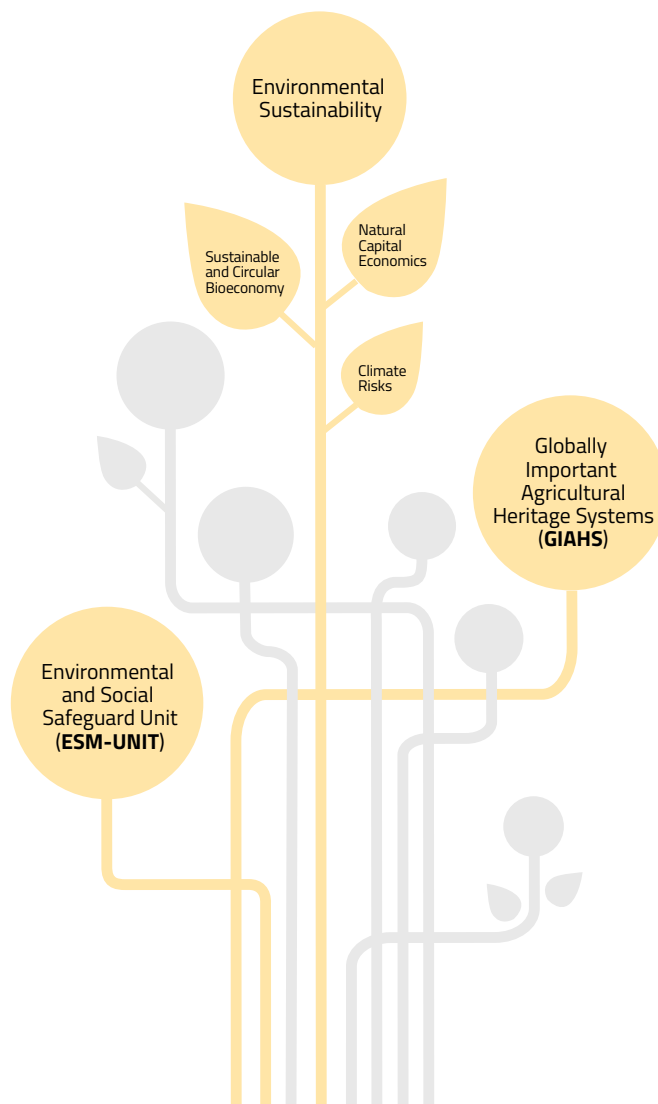 Environmental
Sustainability
Sustainable
and Circular
Bioeconomy
Natural
Capital
Economics
Climate
Risks
Globally
Important
Agricultural
Heritage Systems
(GIAHS)
Environmental
and Social
Safeguard Unit
(ESM-UNIT)